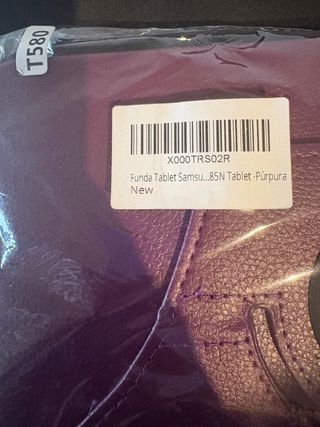 T580
X000TRS02R
Funda Tablet Samsu...85N Tablet -Púrpura
New